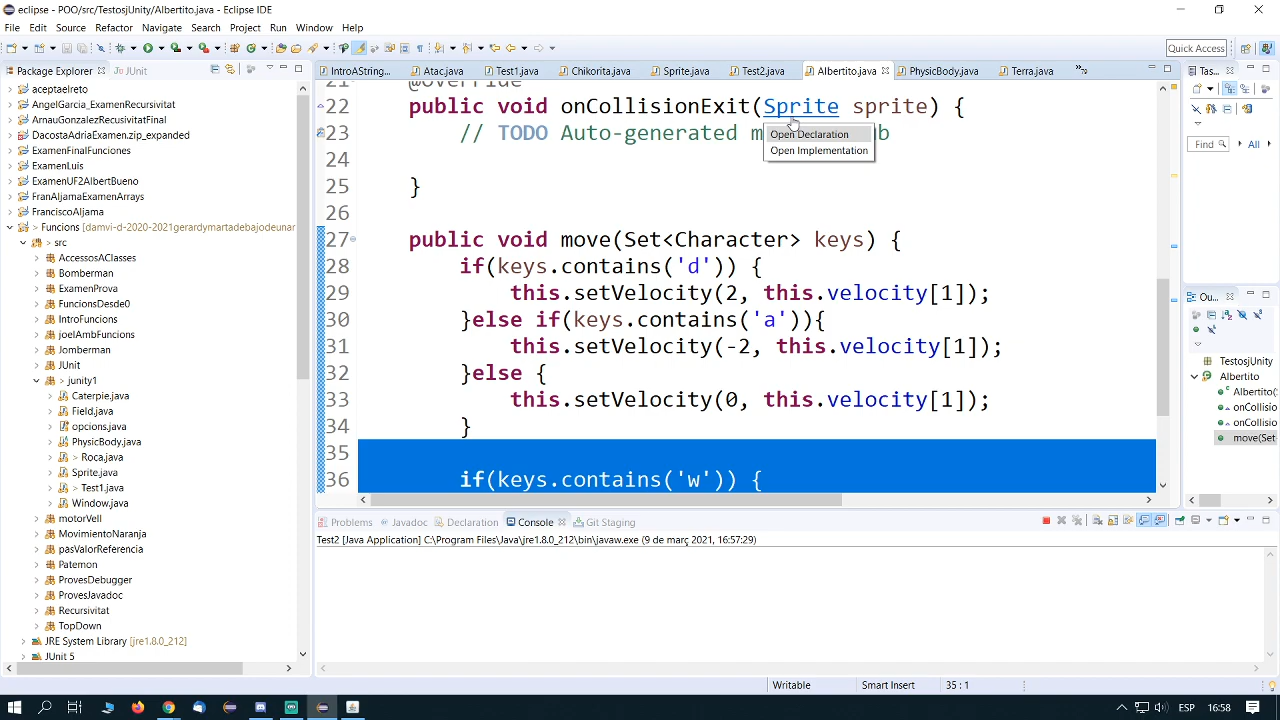 eclipse - POO/src/TestosjUnity/Albertito.java - Eclipse IDE
File Edit Source Refactor Navigate Search Project Run Window Help
Quick Access
Package Explorer JUnit
IntroAString... Atac.java Test1.java Chikorita.java Sprite.java Test2.java Albertito.java PhysicBody.java Terra.java
Tas...
aceptaelreto
AngelGarcia_ExamenRecursivitat
ArnauGonzalezRecursivitatFinal
DacostaAdriaExamen.zip_expanded
ExamenFinalFunciones
ExamenLuis
ExamenUF2AlbertBueno
FranAljamaExamenArrays
FranciscoAljama
> Funcions [damvi-d-2020-2021gerardymartadebajodeunar
> src
AccessosAClasses
Bomberman
ExamenProva
FuncionsDesde0
IntroFuncions
joelAmbFuncions
Jomberman
JUnit
> junity1
Caterpie.java
Field.java
opcions.java
PhysicBody.java
> Roca.java
Sprite.java
> Test1.java
Window.java
motorVell
MovimientoNaranja
pasValorReferencia
Patemon
ProvesDebugger
ProvesJavadoc
Recursivitat
TopDown
JRE System Library [jre1.8.0_212]
JUnit 5
21 @Override
22 public void onCollisionExit(Sprite sprite) {
23 // TODO Auto-generated m b
Open Declaration
Open Implementation
24
25 }
26
27 public void move(Set<Character> keys) {
28 if(keys.contains('d')) {
29 this.setVelocity(2, this.velocity[1]);
30 }else if(keys.contains('a')){
31 this.setVelocity(-2, this.velocity[1]);
32 }else {
33 this.setVelocity(0, this.velocity[1]);
34 }
35
36 if(keys.contains('w')) {
Find All
Ou...
TestosjUnity
Albertito
Albertito(
onCollisio
onCollisio
move(Set
Problems Javadoc Declaration Console Git Staging
Test2 [Java Application] C:\Program Files\Java\jre1.8.0_212\bin\javaw.exe (9 de març 2021, 16:57:29)
Writable Smart Insert 35 : 1
ESP 16:58